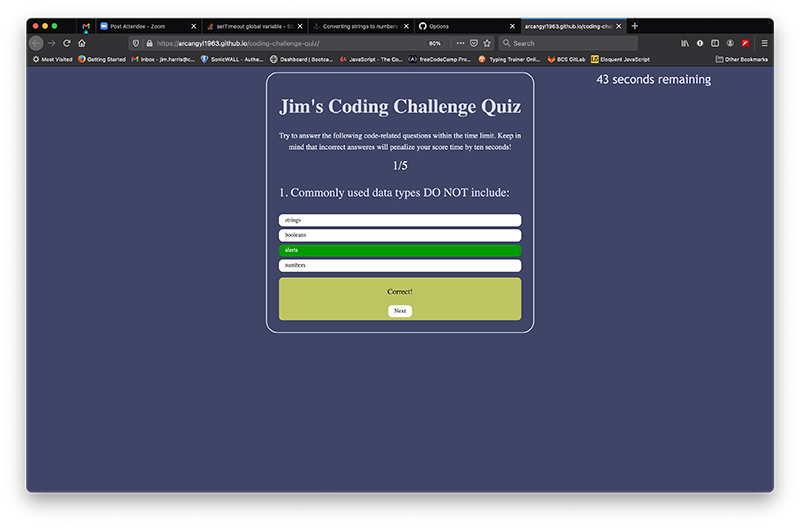 Post Attendee - Zoom
setTimeout global variable - St
Converting strings to numbers
Options
arcangyl1963.github.io/coding-chal
https://arcangyl1963.github.io/coding-challenge-quiz/
80%
Search
Most Visited
Getting Started
Inbox - jim.harris@c...
SonicWALL - Authe...
Dashboard | Bootca...
JavaScript - The Co...
freeCodeCamp Pro...
Typing Trainer Onl...
BCS GitLab
Eloquent JavaScript
Other Bookmarks
43 seconds remaining
Jim's Coding Challenge Quiz
Try to answer the following code-related questions within the time limit. Keep in
mind that incorrect answeres will penalize your score time by ten seconds!
1/5
1. Commonly used data types DO NOT include:
strings
booleans
alerts
numbers
Correct!
Next